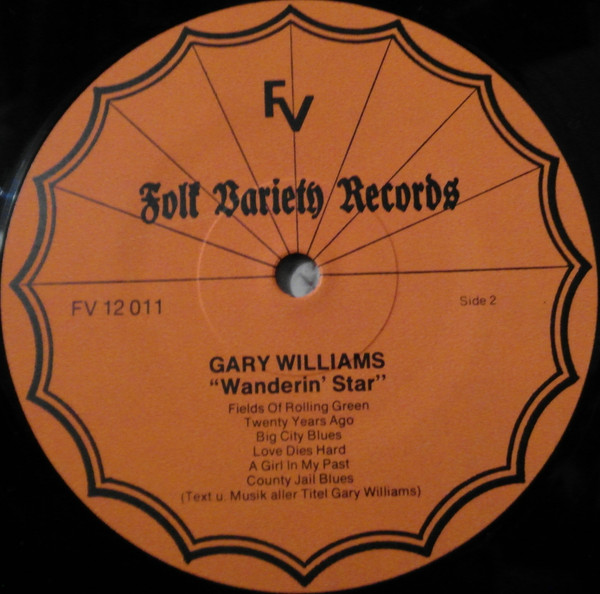 FV
Folk Variety Records
FV 12 011
Side 2
GARY WILLIAMS
“Wanderin’ Star”
Fields Of Rolling Green
Twenty Years Ago
Big City Blues
Love Dies Hard
A Girl In My Past
County Jail Blues
(Text u. Musik aller Titel Gary Williams)